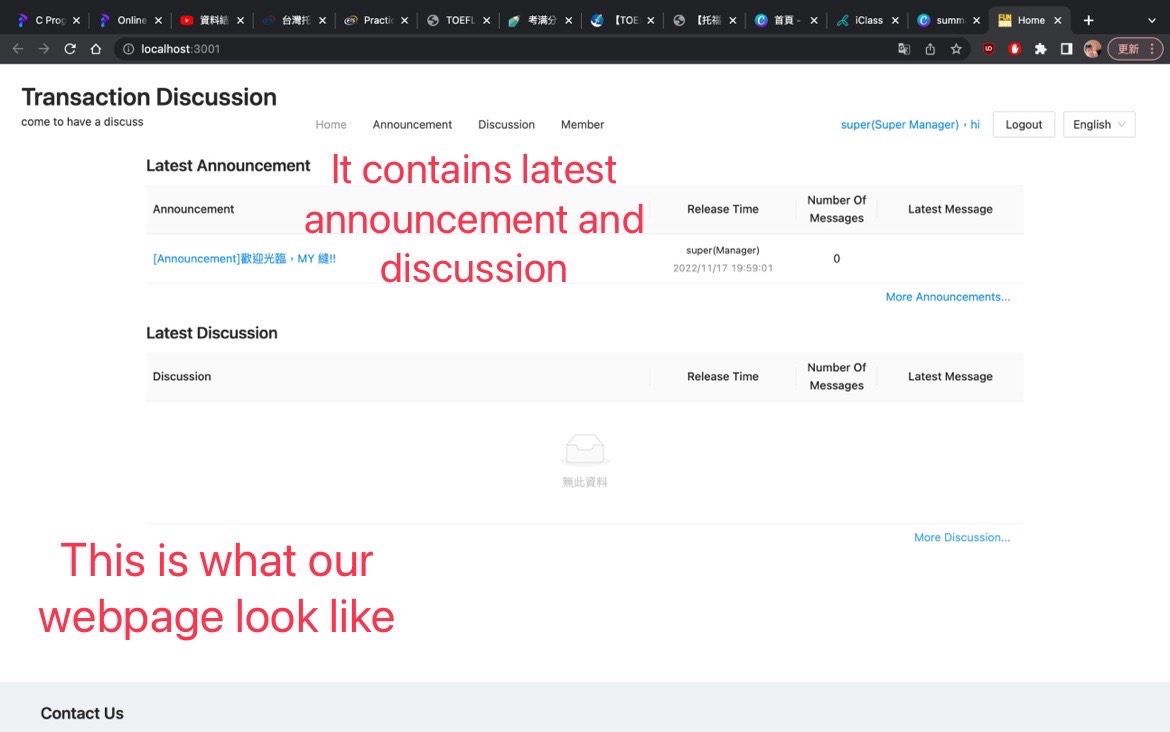 C Prog
Online
資料結
台灣托
Practic
TOEFL
考滿分
【TOE
【托福
首頁 -
iClass
summ
Home
localhost:3001
更新
Transaction Discussion
come to have a discuss
Home Announcement Discussion Member super(Super Manager)，hi Logout English
Latest Announcement
It contains latest
announcement and
discussion
Announcement Release Time Number Of Messages Latest Message
[Announcement]歡迎光臨，MY 縫!! super(Manager) 0
2022/11/17 19:59:01
More Announcements...
Latest Discussion
Discussion Release Time Number Of Messages Latest Message
無此資料
More Discussion...
This is what our
webpage look like
Contact Us